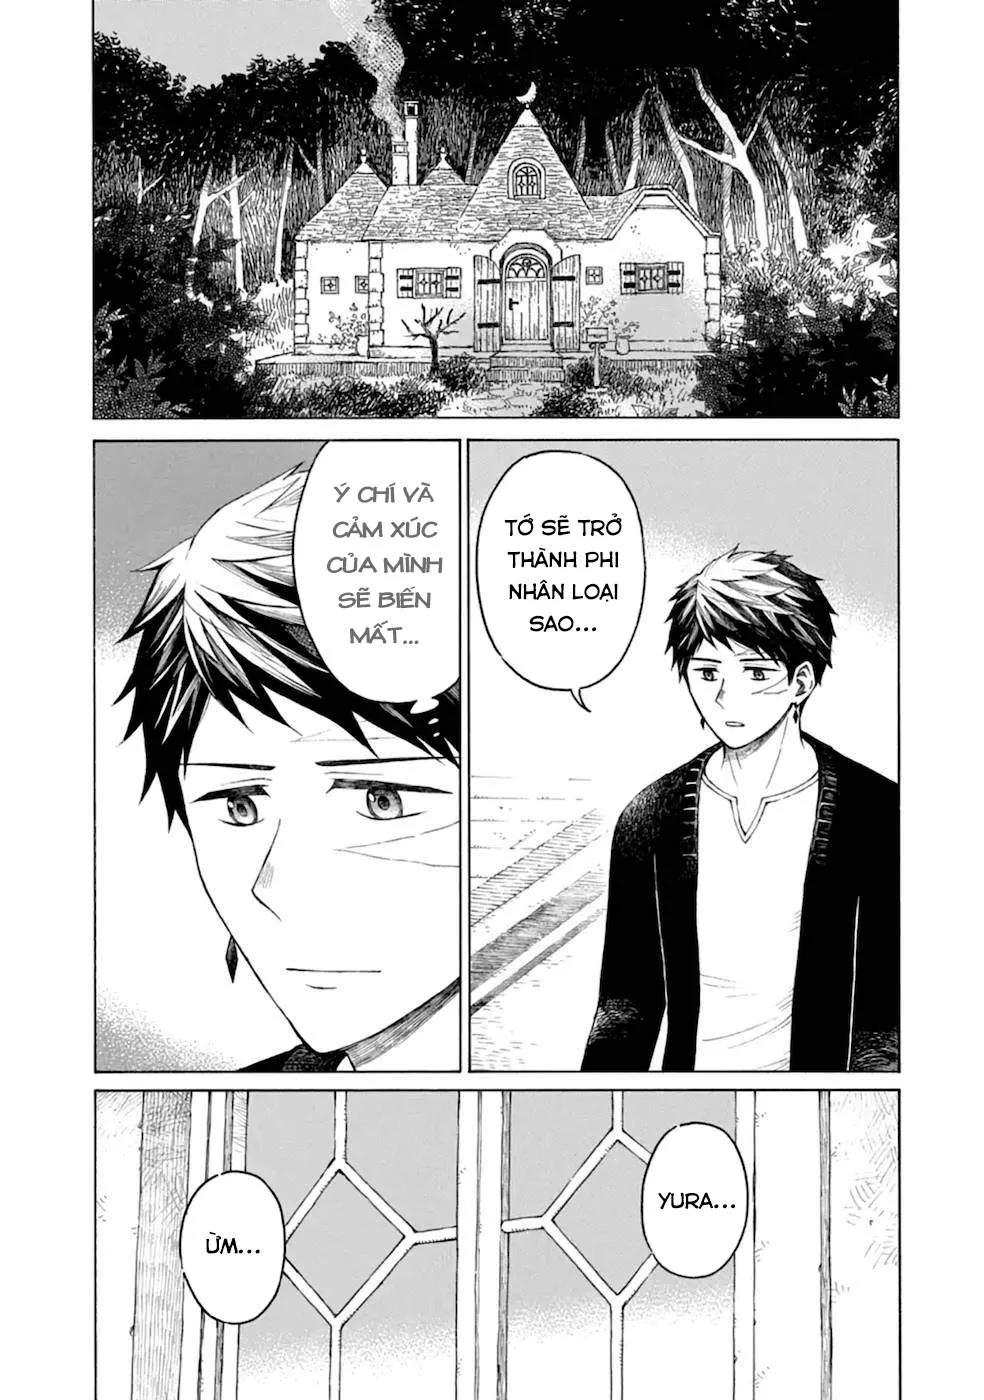 TỚ SẼ TRỞ
THÀNH PHI
NHÂN LOẠI
SAO...
Ý CHÍ VÀ
CẢM XÚC
CỦA MÌNH
SẼ BIẾN
MẤT...
YURA...
ỪM...